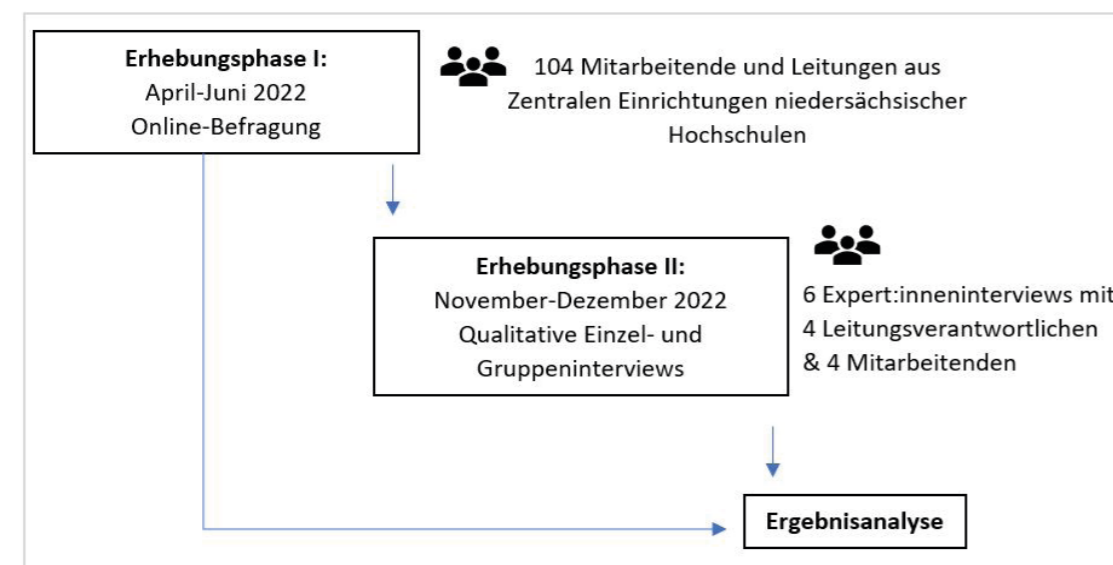 Erhebungsphase I:
April-Juni 2022
Online-Befragung
104 Mitarbeitende und Leitungen aus
Zentralen Einrichtungen niedersächsischer
Hochschulen
Erhebungsphase II:
November-Dezember 2022
Qualitative Einzel- und
Gruppeninterviews
6 Expert:inneninterviews mit
4 Leitungsverantwortlichen
& 4 Mitarbeitenden
Ergebnisanalyse